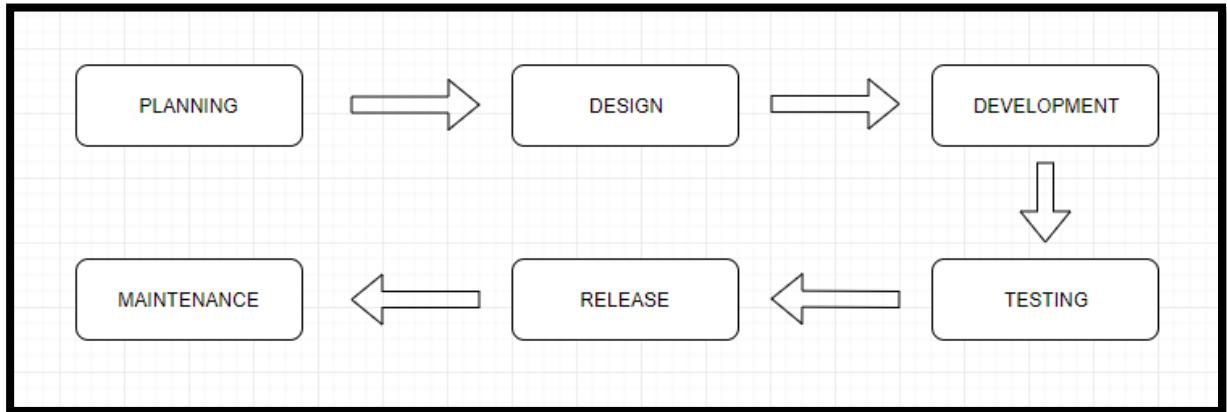 PLANNING
DESIGN
DEVELOPMENT
TESTING
RELEASE
MAINTENANCE